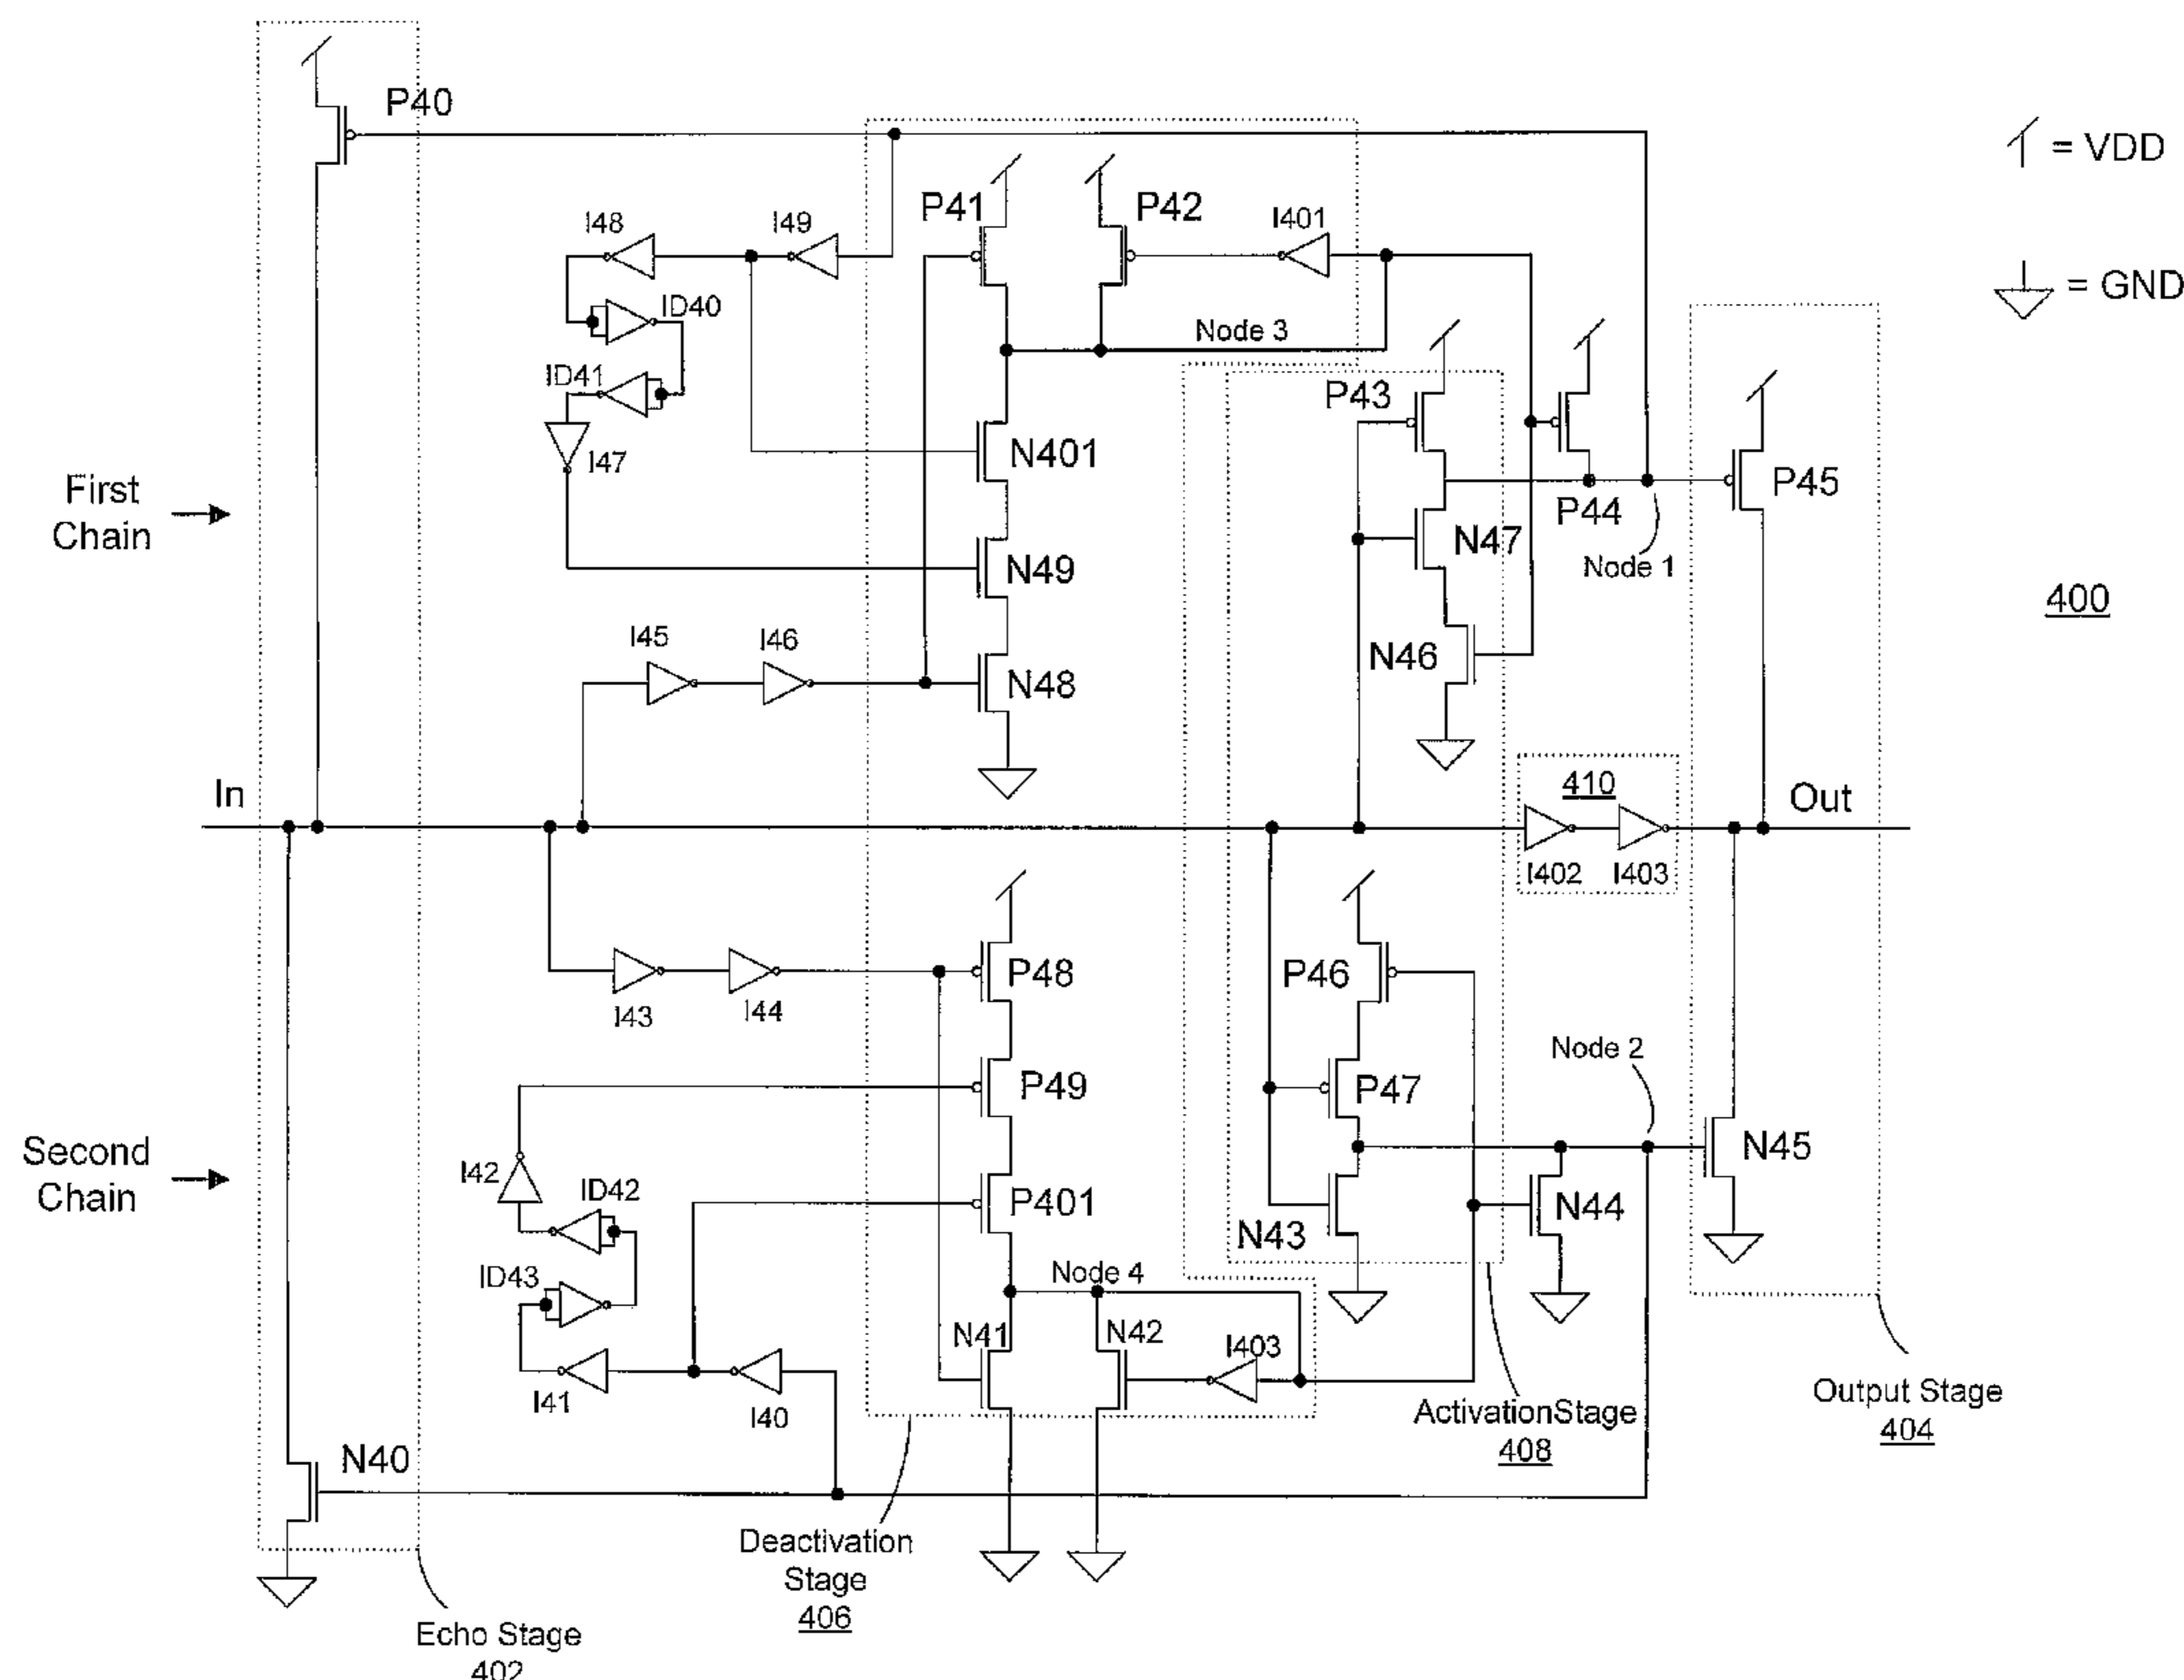 P40
= VDD
= GND
P41
P42
I401
I48
I49
ID40
ID41
I47
Node 3
P43
N401
N47
P44
P45
Node 1
N49
First
Chain
400
I45
I46
N48
N46
In
410
Out
I402
I403
P48
P46
I43
I44
Node 2
P49
P47
N45
Second
Chain
I42
ID42
P401
N43
N44
ID43
Node 4
N41
N42
I403
I41
I40
ActivationStage
408
Output Stage
404
N40
Deactivation
Stage
406
Echo Stage
402